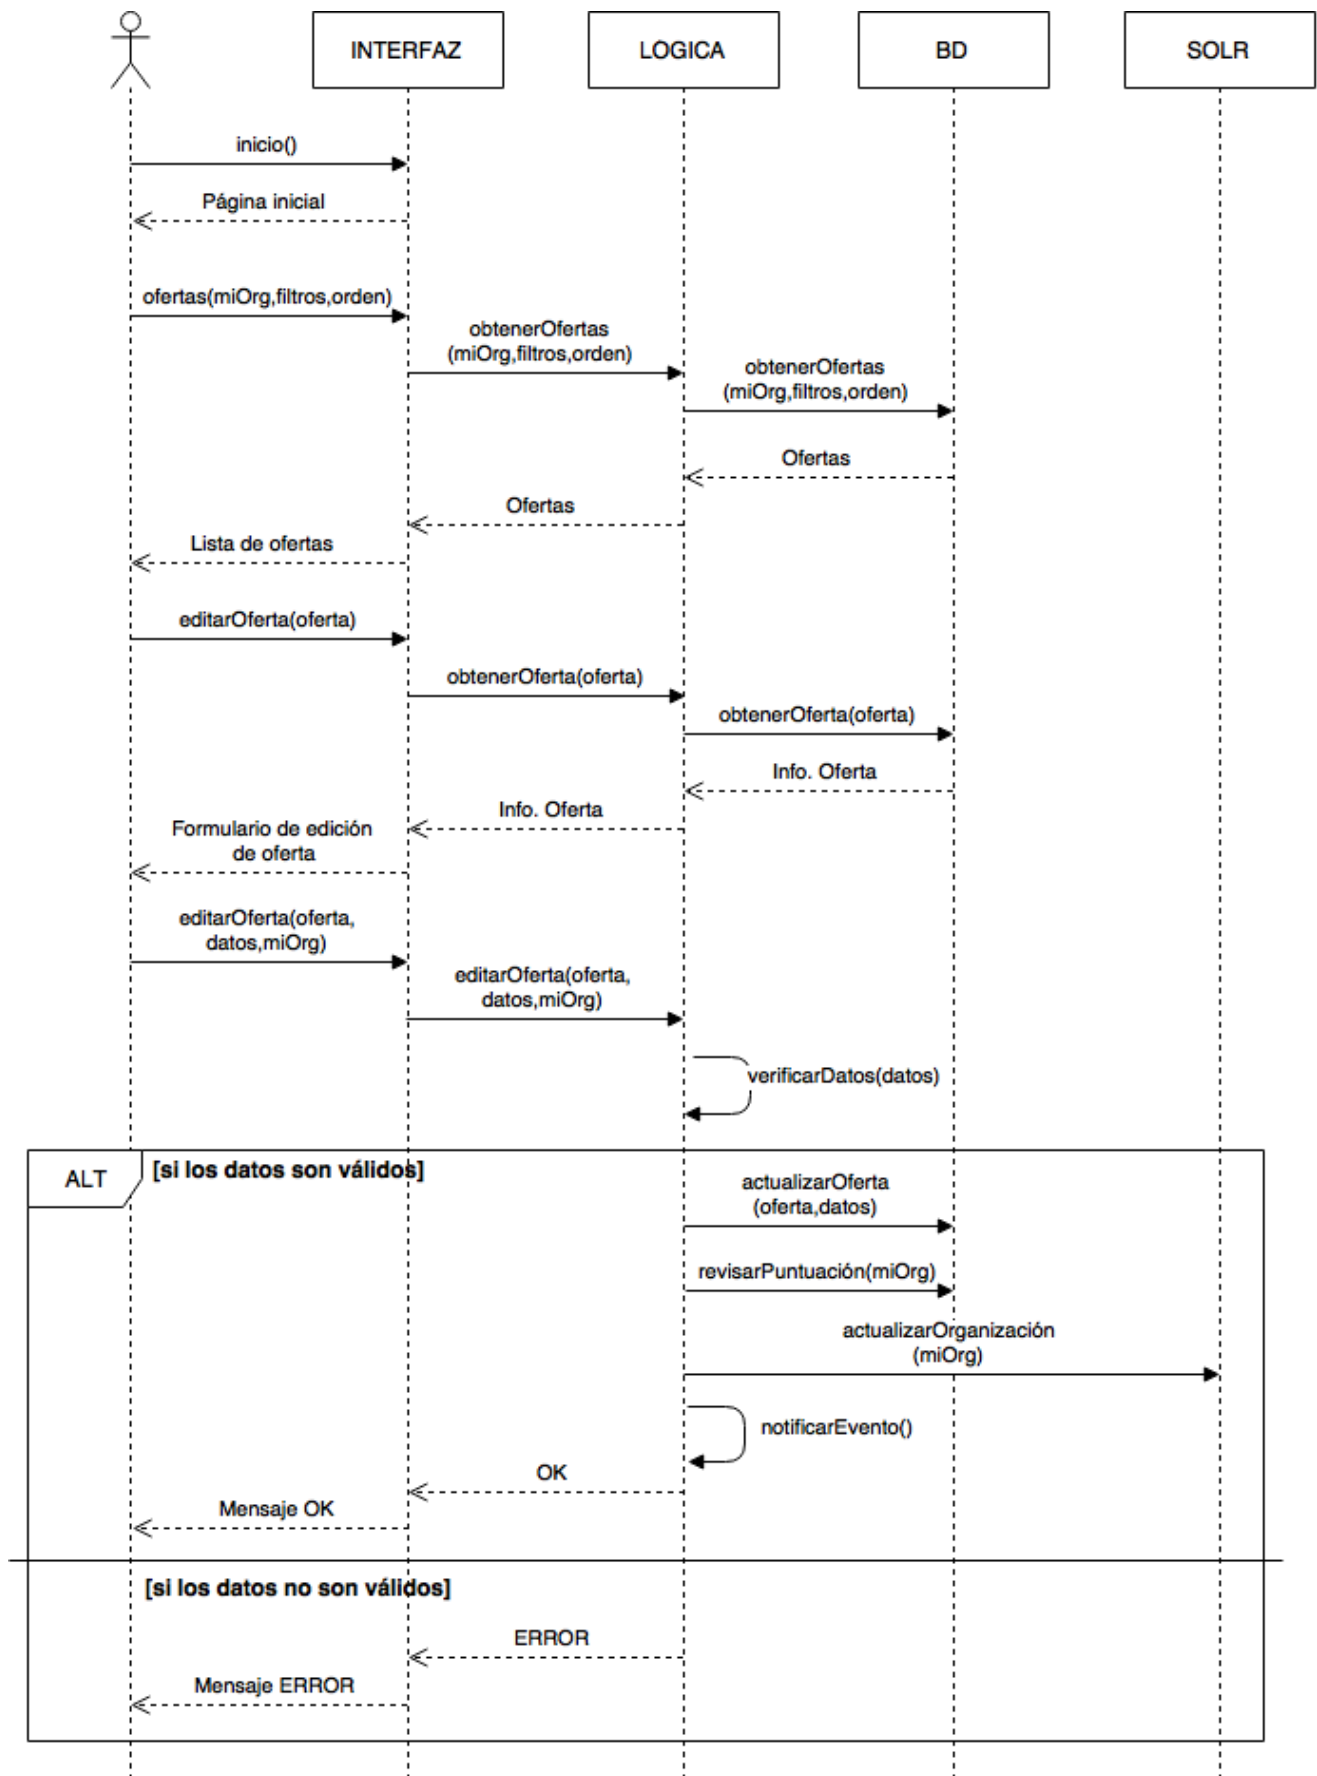 INTERFAZ
LOGICA
BD
SOLR
inicio()
Página inicial
ofertas(miOrg,filtros,orden)
obtenerOfertas
(miOrg,filtros,orden)
obtenerOfertas
(miOrg,filtros,orden)
Ofertas
Ofertas
Lista de ofertas
editarOferta(oferta)
obtenerOferta(oferta)
obtenerOferta(oferta)
Info. Oferta
Info. Oferta
Formulario de edición
de oferta
editarOferta(oferta,
datos,miOrg)
editarOferta(oferta,
datos,miOrg)
verificarDatos(datos)
ALT
[si los datos son válidos]
actualizarOferta
(oferta,datos)
revisarPuntuación(miOrg)
actualizarOrganización
(miOrg)
notificarEvento()
OK
Mensaje OK
[si los datos no son válidos]
ERROR
Mensaje ERROR